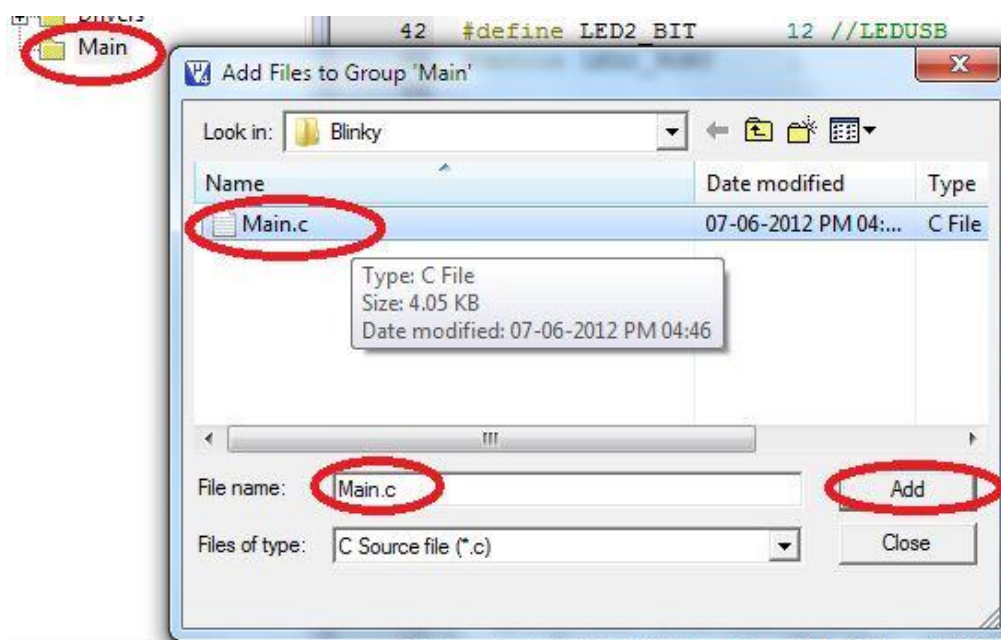 Drivers
Main
42 #define LED2_BIT 12 //LEDUSB
Add Files to Group 'Main'
Look in: Blinky
Name Date modified Type
Main.c 07-06-2012 PM 04:... C File
Type: C File
Size: 4.05 KB
Date modified: 07-06-2012 PM 04:46
File name: Main.c Add
Files of type: C Source file (*.c) Close